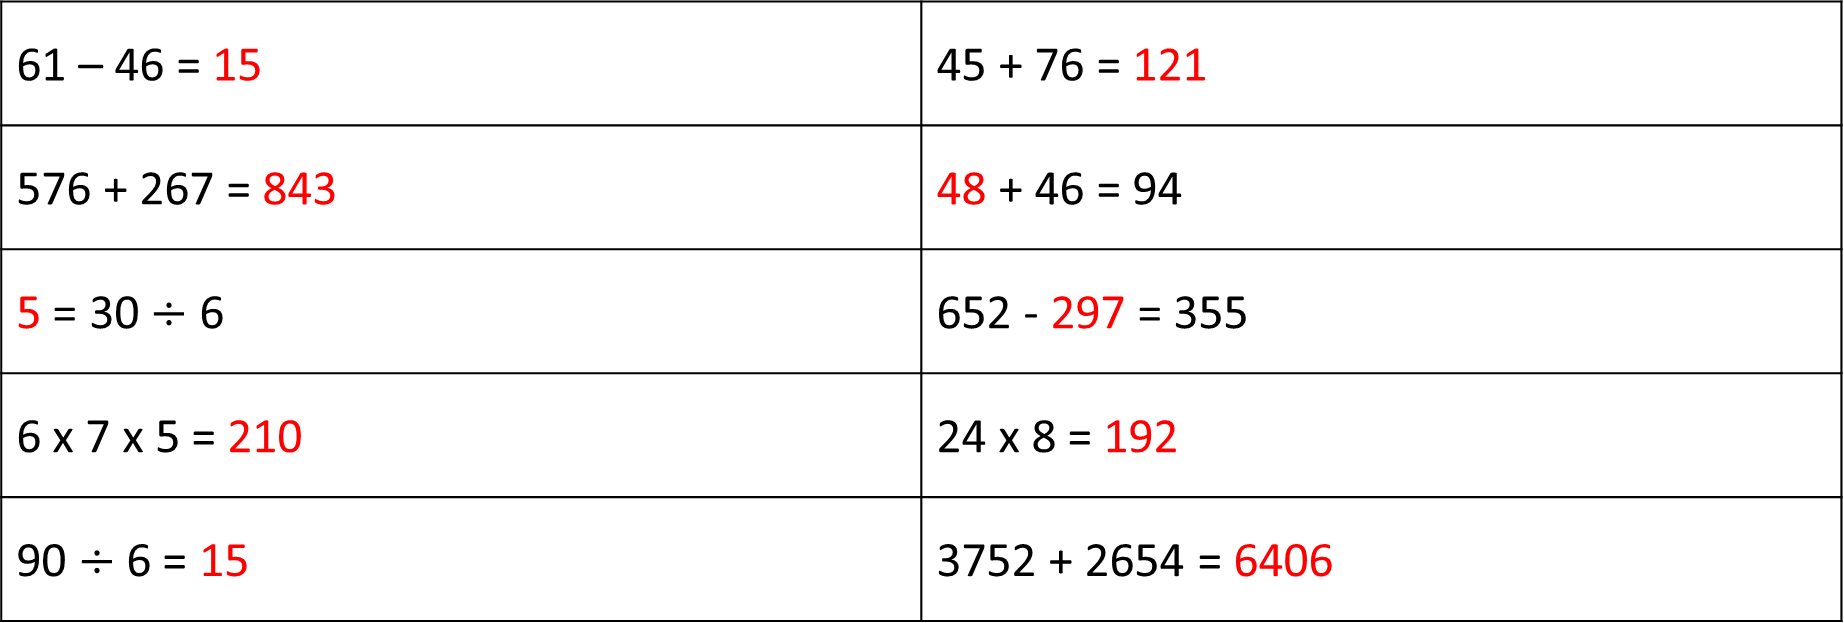 61 – 46 = 15
45 + 76 = 121
576 + 267 = 843
48 + 46 = 94
5 = 30 ÷ 6
652 - 297 = 355
6 x 7 x 5 = 210
24 x 8 = 192
90 ÷ 6 = 15
3752 + 2654 = 6406